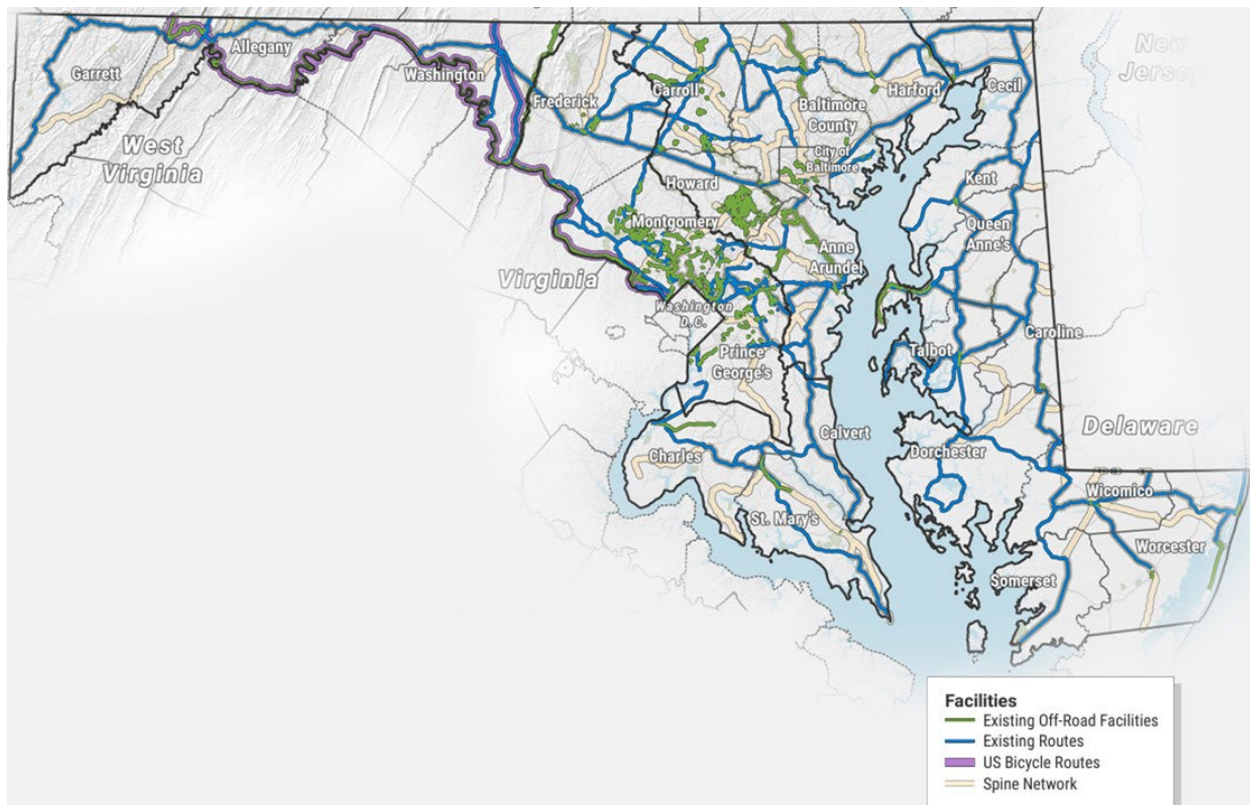 New
Jersey
Allegany
Garrett
Washington
Frederick
Carroll
Baltimore
County
Harford
Cecil
West
Virginia
City of
Baltimore
Howard
Kent
Montgomery
Queen
Anne's
Anne
Arundel
Virginia
Washington
D.C.
Prince
George's
Talbot
Caroline
Delaware
Calvert
Dorchester
Charles
Wicomico
St. Mary's
Worcester
Somerset
Facilities
Existing Off-Road Facilities
Existing Routes
US Bicycle Routes
Spine Network